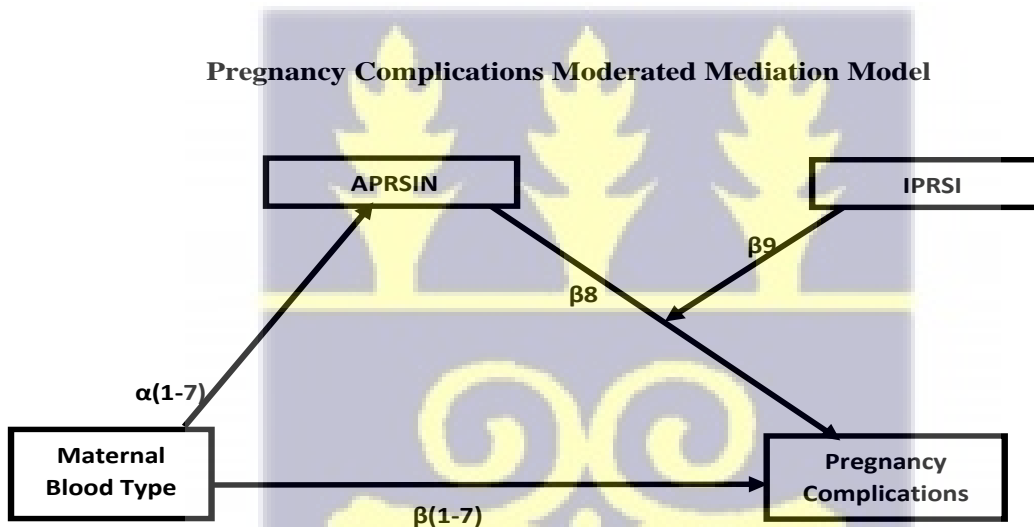 Pregnancy Complications Moderated Mediation Model
APRSIN
IPRSI
β9
β8
α(1-7)
Maternal
Blood Type
Pregnancy
Complications
β(1-7)